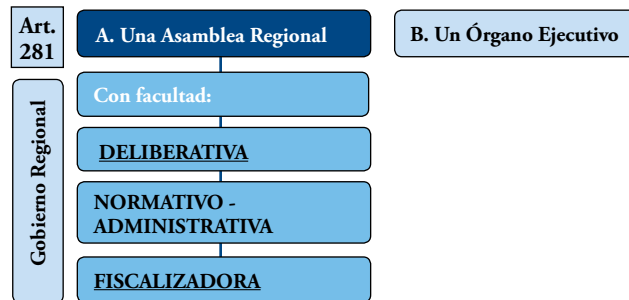 Art.
281
A. Una Asamblea Regional
B. Un Órgano Ejecutivo
Gobierno Regional
Con facultad:
DELIBERATIVA
NORMATIVO -
ADMINISTRATIVA
FISCALIZADORA